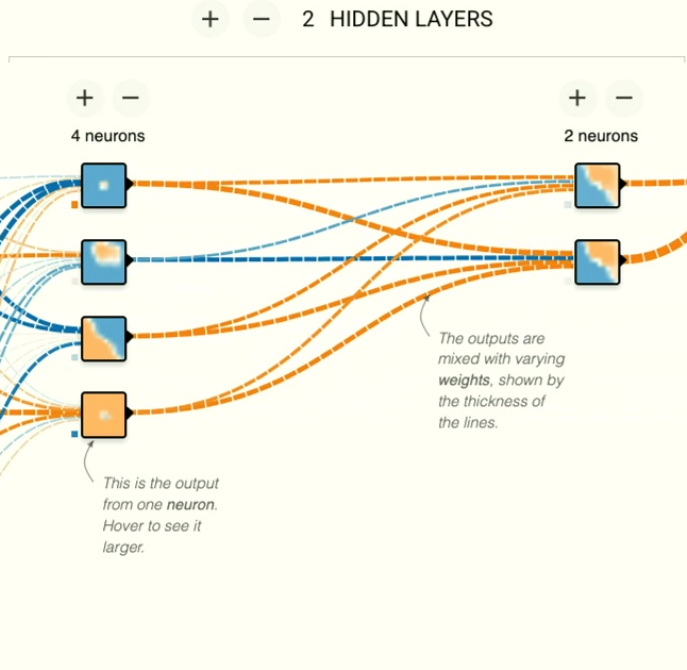 + − 2 HIDDEN LAYERS
+ −
4 neurons
+ −
2 neurons
The outputs are
mixed with varying
weights, shown by
the thickness of
the lines.
This is the output
from one neuron.
Hover to see it
larger.